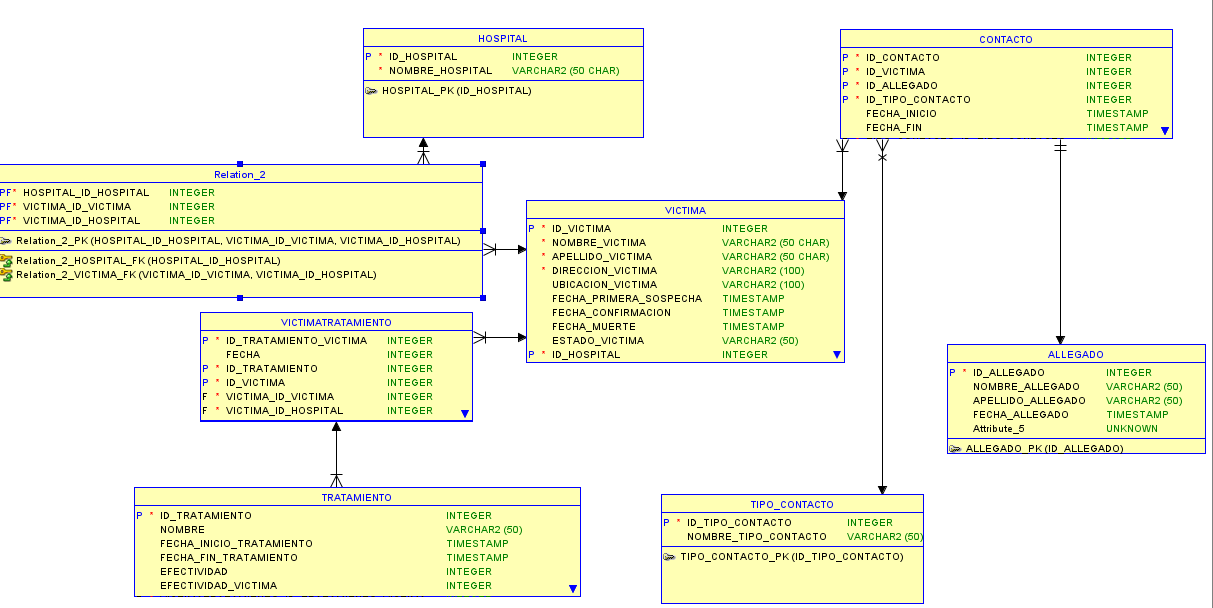 HOSPITAL
P * ID_HOSPITAL INTEGER
* NOMBRE_HOSPITAL VARCHAR2 (50 CHAR)
HOSPITAL_PK (ID_HOSPITAL)
CONTACTO
P * ID_CONTACTO INTEGER
P * ID_VICTIMA INTEGER
P * ID_ALLEGADO INTEGER
P * ID_TIPO_CONTACTO INTEGER
FECHA_INICIO TIMESTAMP
FECHA_FIN TIMESTAMP
Relation_2
PF* HOSPITAL_ID_HOSPITAL INTEGER
PF* VICTIMA_ID_VICTIMA INTEGER
PF* VICTIMA_ID_HOSPITAL INTEGER
Relation_2_PK (HOSPITAL_ID_HOSPITAL, VICTIMA_ID_VICTIMA, VICTIMA_ID_HOSPITAL)
Relation_2_HOSPITAL_FK (HOSPITAL_ID_HOSPITAL)
Relation_2_VICTIMA_FK (VICTIMA_ID_VICTIMA, VICTIMA_ID_HOSPITAL)
VICTIMA
P * ID_VICTIMA INTEGER
* NOMBRE_VICTIMA VARCHAR2 (50 CHAR)
* APELLIDO_VICTIMA VARCHAR2 (50 CHAR)
* DIRECCION_VICTIMA VARCHAR2 (100)
UBICACION_VICTIMA VARCHAR2 (100)
FECHA_PRIMERA_SOSPECHA TIMESTAMP
FECHA_CONFIRMACION TIMESTAMP
FECHA_MUERTE TIMESTAMP
ESTADO_VICTIMA VARCHAR2 (50)
P * ID_HOSPITAL INTEGER
VICTIMATRATAMIENTO
P * ID_TRATAMIENTO_VICTIMA INTEGER
FECHA INTEGER
P * ID_TRATAMIENTO INTEGER
P * ID_VICTIMA INTEGER
F * VICTIMA_ID_VICTIMA INTEGER
F * VICTIMA_ID_HOSPITAL INTEGER
ALLEGADO
P * ID_ALLEGADO INTEGER
NOMBRE_ALLEGADO VARCHAR2 (50)
APELLIDO_ALLEGADO VARCHAR2 (50)
FECHA_ALLEGADO TIMESTAMP
Attribute_5 UNKNOWN
ALLEGADO_PK (ID_ALLEGADO)
TRATAMIENTO
P * ID_TRATAMIENTO INTEGER
NOMBRE VARCHAR2 (50)
FECHA_INICIO_TRATAMIENTO TIMESTAMP
FECHA_FIN_TRATAMIENTO TIMESTAMP
EFECTIVIDAD INTEGER
EFECTIVIDAD_VICTIMA INTEGER
TIPO_CONTACTO
P * ID_TIPO_CONTACTO INTEGER
NOMBRE_TIPO_CONTACTO VARCHAR2 (50)
TIPO_CONTACTO_PK (ID_TIPO_CONTACTO)